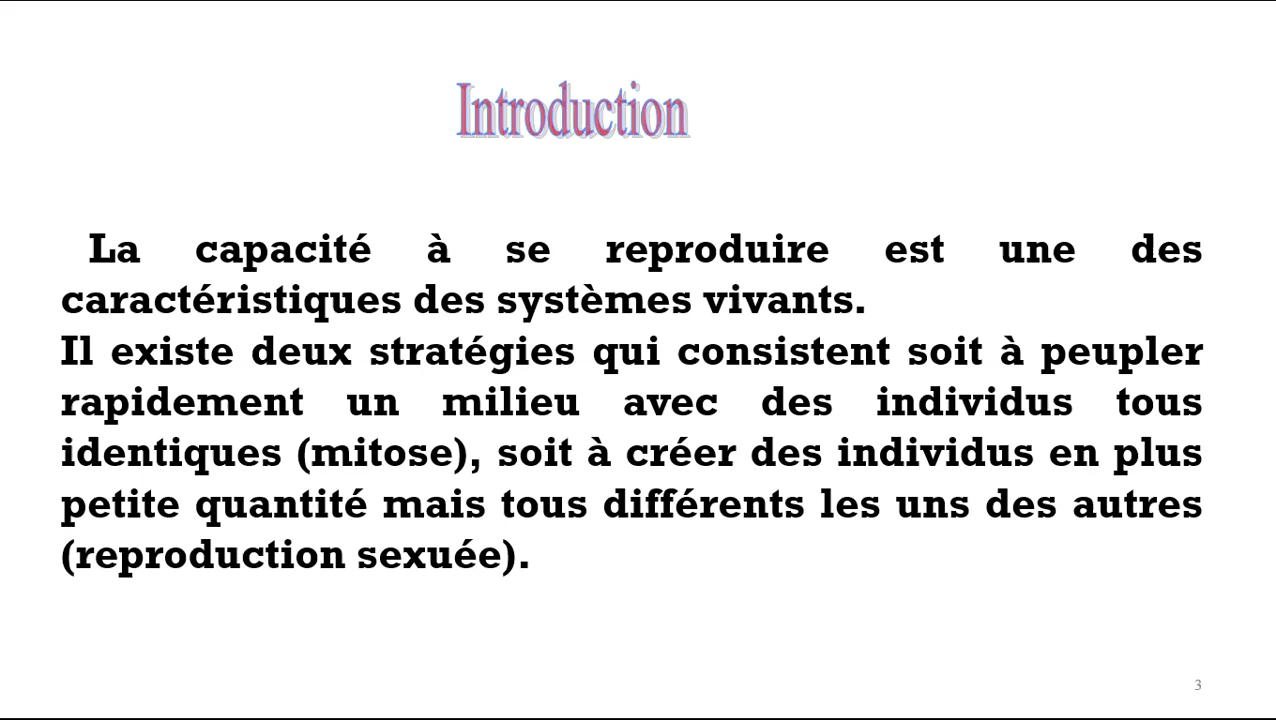 Introduction
La capacité à se reproduire est une des
caractéristiques des systèmes vivants.
Il existe deux stratégies qui consistent soit à peupler
rapidement un milieu avec des individus tous
identiques (mitose), soit à créer des individus en plus
petite quantité mais tous différents les uns des autres
(reproduction sexuée).
3